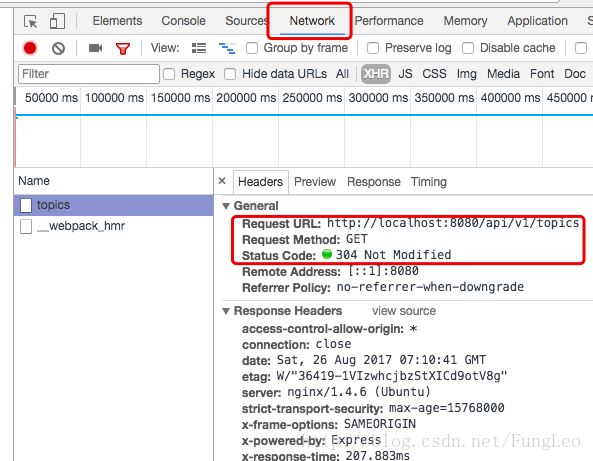 Elements Console Sources Network Performance Memory Application
View: Group by frame Preserve log Disable cache
Filter Regex Hide data URLs All XHR JS CSS Img Media Font Doc
50000 ms 100000 ms 150000 ms 200000 ms 250000 ms 300000 ms 350000 ms 400000 ms 450000 ms
Name
× Headers Preview Response Timing
topics
__webpack_hmr
General
Request URL: http://localhost:8080/api/v1/topics
Request Method: GET
Status Code: 304 Not Modified
Remote Address: [::1]:8080
Referrer Policy: no-referrer-when-downgrade
Response Headers view source
access-control-allow-origin: *
connection: close
date: Sat, 26 Aug 2017 07:10:41 GMT
etag: W/"36419-1VIzwhcjbzStXICd9otV8g"
server: nginx/1.4.6 (Ubuntu)
strict-transport-security: max-age=15768000
x-frame-options: SAMEORIGIN
x-powered-by: Express
http://blog.csdn.net/FungLeo
x-response-time: 207.883ms